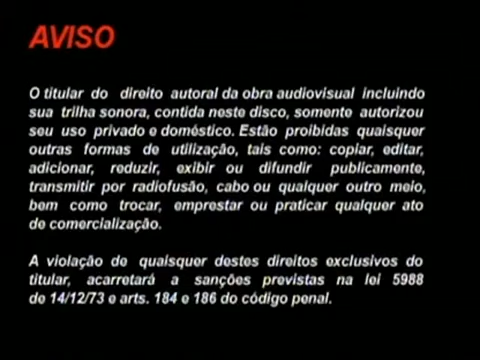 AVISO
O titular do direito autoral da obra audiovisual incluindo
sua trilha sonora, contida neste disco, somente autorizou
seu uso privado e doméstico. Estão proibidas quaisquer
outras formas de utilização, tais como: copiar, editar,
adicionar, reduzir, exibir ou difundir publicamente,
transmitir por radiofusão, cabo ou qualquer outro meio,
bem como trocar, emprestar ou praticar qualquer ato
de comercialização.
A violação de quaisquer destes direitos exclusivos do
titular, acarretará a sanções previstas na lei 5988
de 14/12/73 e arts. 184 e 186 do código penal.